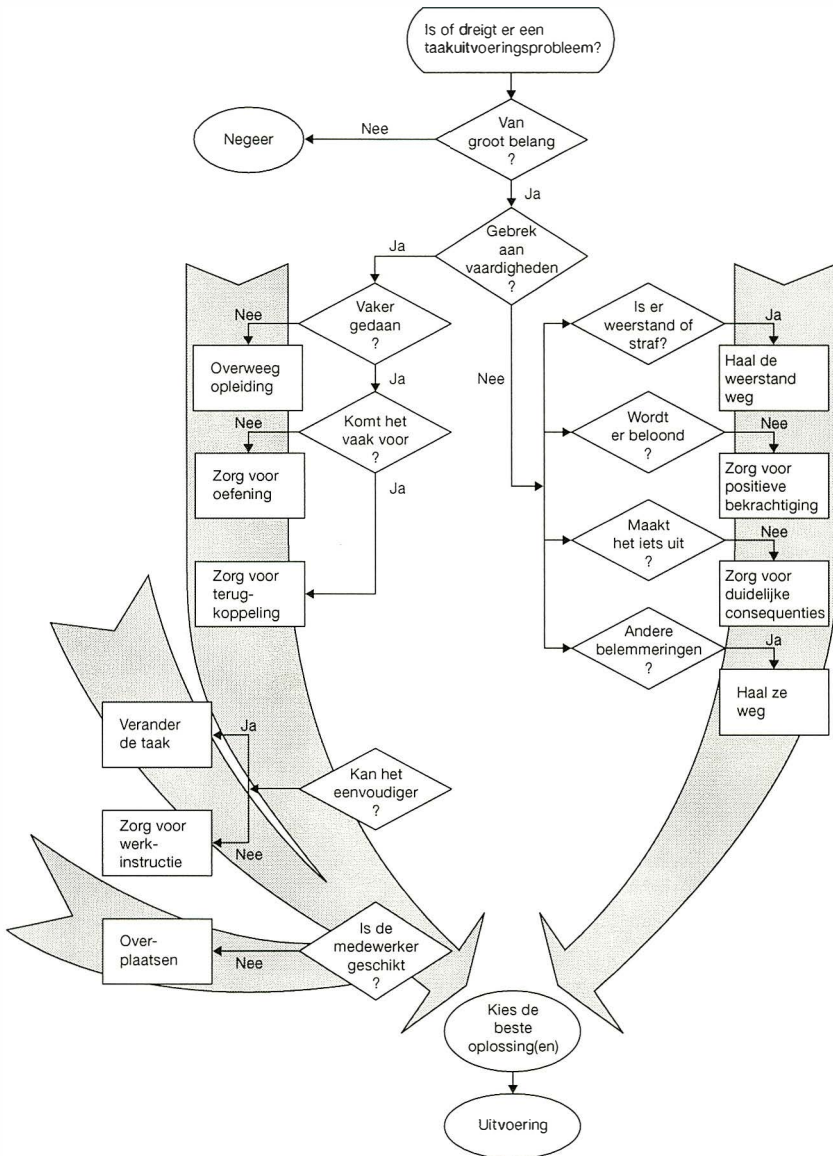 Is of dreigt er een
taakuitvoeringsprobleem?
Van
groot belang
?
Nee
Negeer
Ja
Gebrek
aan
vaardigheden
?
Ja
Vaker
gedaan
?
Nee
Overweeg
opleiding
Ja
Komt het
vaak voor
?
Nee
Zorg voor
oefening
Ja
Zorg voor
terug-
koppeling
Nee
Is er
weerstand of
straf?
Ja
Haal de
weerstand
weg
Wordt
er beloond
?
Nee
Zorg voor
positieve
bekrachtiging
Maakt
het iets uit
?
Nee
Zorg voor
duidelijke
consequenties
Andere
belemmeringen
?
Ja
Haal ze
weg
Kan het
eenvoudiger
?
Ja
Verander
de taak
Nee
Zorg voor
werk-
instructie
Is de
medewerker
geschikt
?
Nee
Over-
plaatsen
Kies de
beste
oplossing(en)
Uitvoering